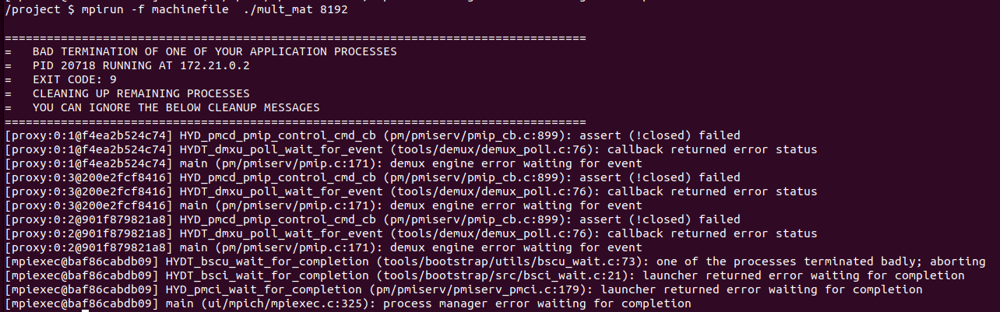 /project $ mpirun -f machinefile  ./mult_mat 8192
===================================================================================
=   BAD TERMINATION OF ONE OF YOUR APPLICATION PROCESSES
=   PID 20718 RUNNING AT 172.21.0.2
=   EXIT CODE: 9
=   CLEANING UP REMAINING PROCESSES
=   YOU CAN IGNORE THE BELOW CLEANUP MESSAGES
===================================================================================
[proxy:0:1@f4ea2b524c74] HYD_pmcd_pmip_control_cmd_cb (pm/pmiserv/pmip_cb.c:899): assert (!closed) failed
[proxy:0:1@f4ea2b524c74] HYDT_dmxu_poll_wait_for_event (tools/demux/demux_poll.c:76): callback returned error status
[proxy:0:1@f4ea2b524c74] main (pm/pmiserv/pmip.c:171): demux engine error waiting for event
[proxy:0:3@200e2fcf8416] HYD_pmcd_pmip_control_cmd_cb (pm/pmiserv/pmip_cb.c:899): assert (!closed) failed
[proxy:0:3@200e2fcf8416] HYDT_dmxu_poll_wait_for_event (tools/demux/demux_poll.c:76): callback returned error status
[proxy:0:3@200e2fcf8416] main (pm/pmiserv/pmip.c:171): demux engine error waiting for event
[proxy:0:2@901f879821a8] HYD_pmcd_pmip_control_cmd_cb (pm/pmiserv/pmip_cb.c:899): assert (!closed) failed
[proxy:0:2@901f879821a8] HYDT_dmxu_poll_wait_for_event (tools/demux/demux_poll.c:76): callback returned error status
[proxy:0:2@901f879821a8] main (pm/pmiserv/pmip.c:171): demux engine error waiting for event
[mpiexec@baf86cabdb09] HYDT_bscu_wait_for_completion (tools/bootstrap/utils/bscu_wait.c:73): one of the processes terminated badly; aborting
[mpiexec@baf86cabdb09] HYDT_bsci_wait_for_completion (tools/bootstrap/src/bsci_wait.c:21): launcher returned error waiting for completion
[mpiexec@baf86cabdb09] HYD_pmci_wait_for_completion (pm/pmiserv/pmiserv_pmci.c:179): launcher returned error waiting for completion
[mpiexec@baf86cabdb09] main (ui/mpich/mpiexec.c:325): process manager error waiting for completion